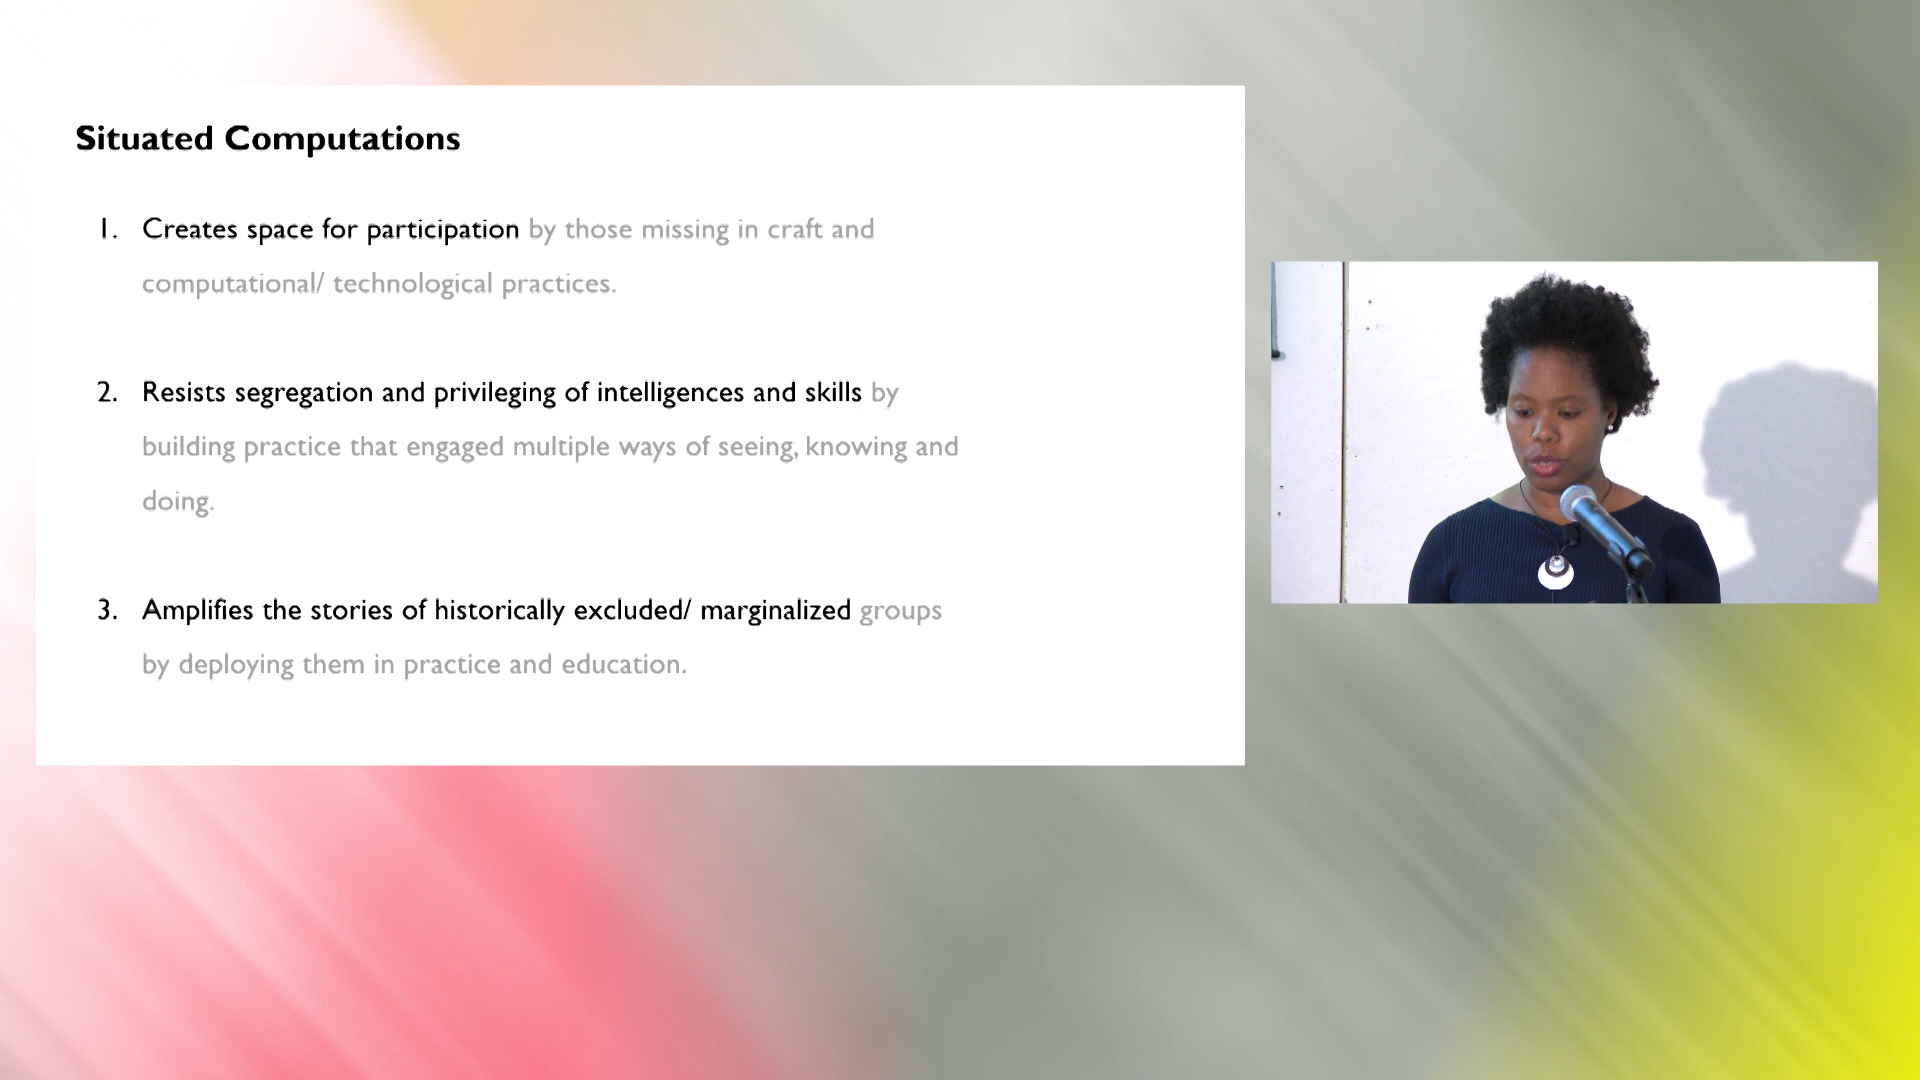 Situated Computations
1. Creates space for participation by those missing in craft and
computational/ technological practices.
2. Resists segregation and privileging of intelligences and skills by
building practice that engaged multiple ways of seeing, knowing and
doing.
3. Amplifies the stories of historically excluded/ marginalized groups
by deploying them in practice and education.